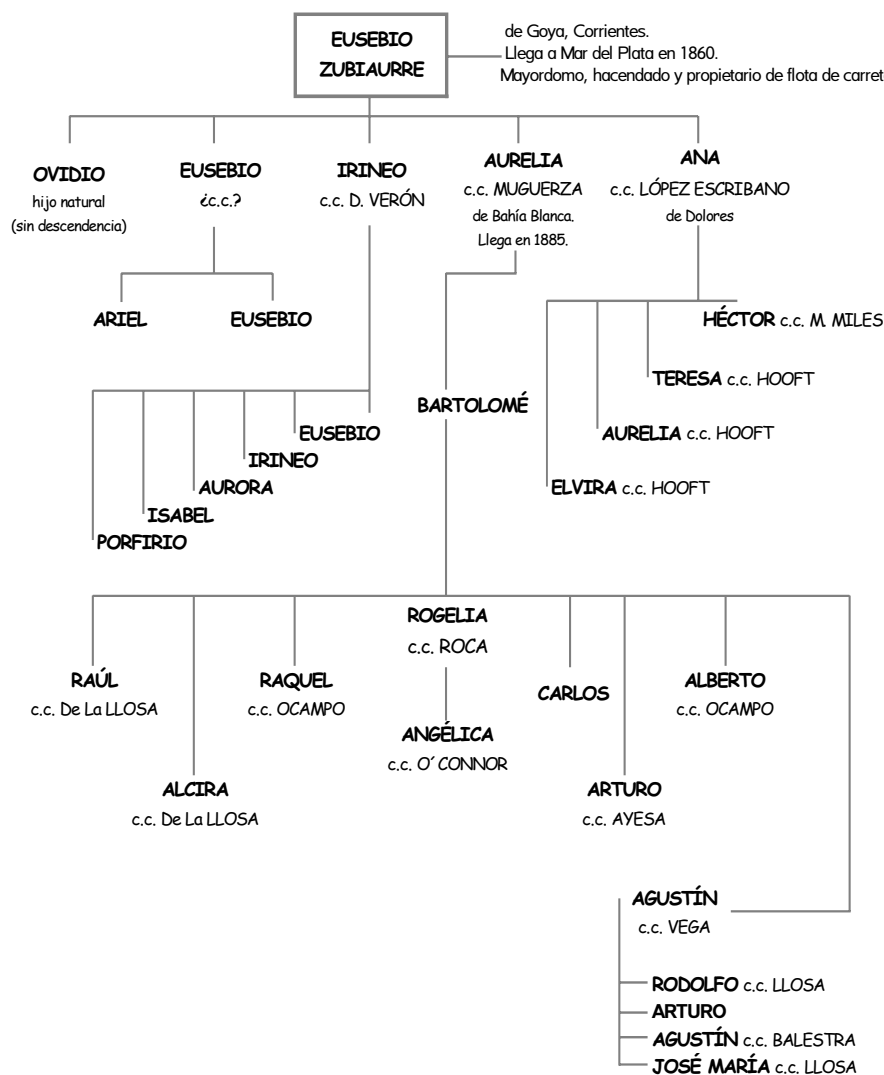 EUSEBIO
ZUBIAURRE
de Goya, Corrientes.
Llega a Mar del Plata en 1860.
Mayordomo, hacendado y propietario de flota de carret
OVIDIO
hijo natural
(sin descendencia)
EUSEBIO
¿c.c.?
IRINEO
c.c. D. VERÓN
AURELIA
c.c. MUGUERZA
de Bahía Blanca.
Llega en 1885.
ANA
c.c. LÓPEZ ESCRIBANO
de Dolores
ARIEL
EUSEBIO
HÉCTOR c.c. M. MILES
TERESA c.c. HOOFT
AURELIA c.c. HOOFT
ELVIRA c.c. HOOFT
BARTOLOMÉ
EUSEBIO
IRINEO
AURORA
ISABEL
PORFIRIO
RAÚL
c.c. De La LLOSA
ALCIRA
c.c. De La LLOSA
RAQUEL
c.c. OCAMPO
ROGELIA
c.c. ROCA
ANGÉLICA
c.c. O´CONNOR
CARLOS
ARTURO
c.c. AYESA
ALBERTO
c.c. OCAMPO
AGUSTÍN
c.c. VEGA
RODOLFO c.c. LLOSA
ARTURO
AGUSTÍN c.c. BALESTRA
JOSÉ MARÍA c.c. LLOSA